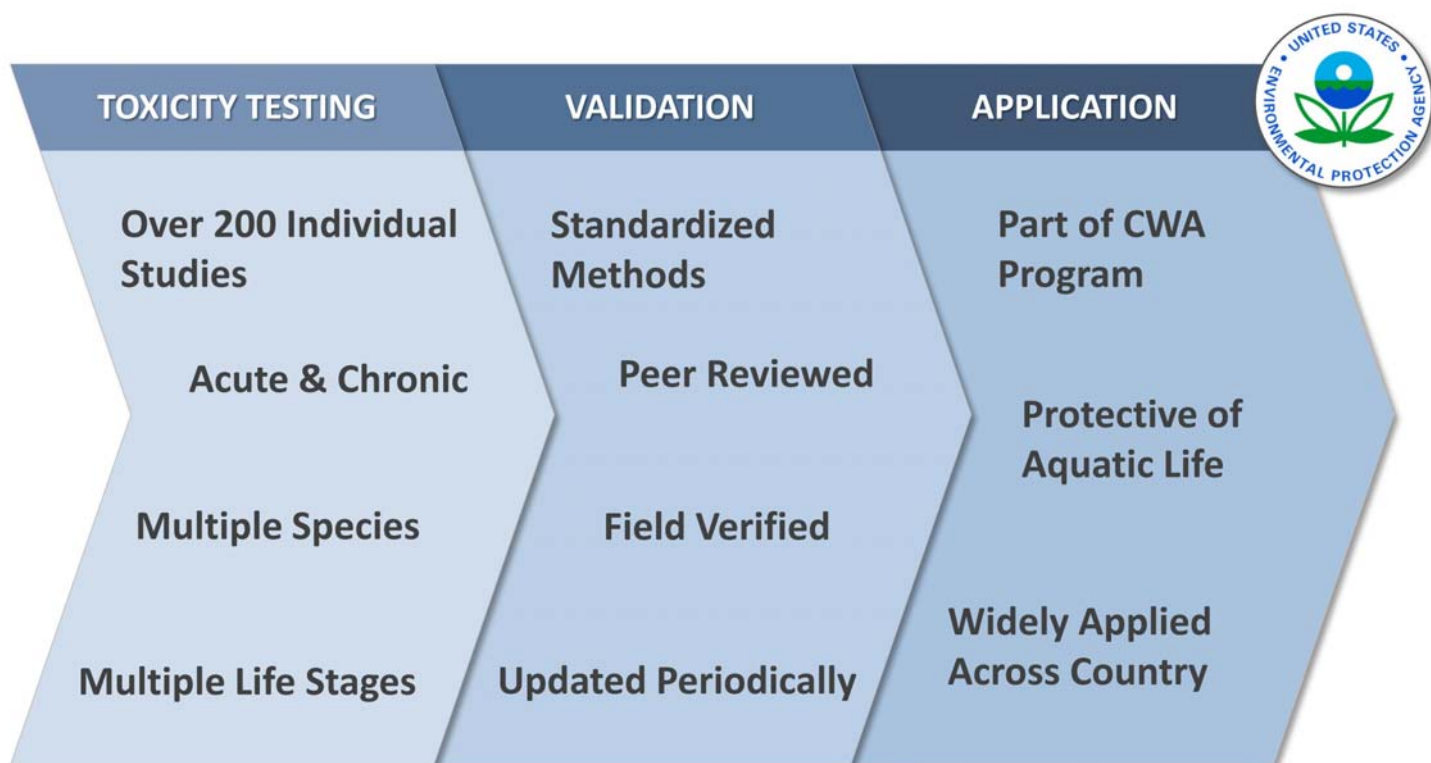 TOXICITY TESTING
Over 200 Individual
Studies
Acute & Chronic
Multiple Species
Multiple Life Stages
VALIDATION
Standardized
Methods
Peer Reviewed
Field Verified
Updated Periodically
APPLICATION
Part of CWA
Program
Protective of
Aquatic Life
Widely Applied
Across Country
UNITED STATES
ENVIRONMENTAL PROTECTION AGENCY